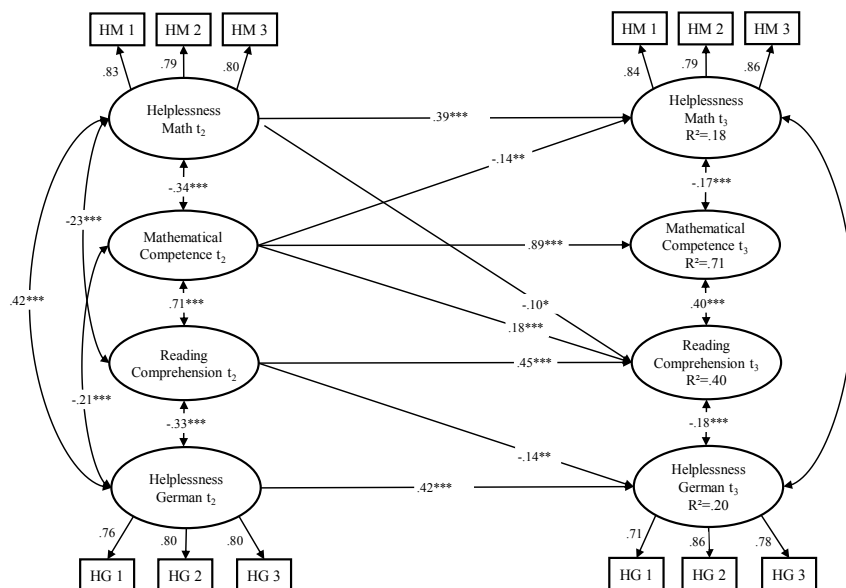 HM 1 HM 2 HM 3 HM 1 HM 2 HM 3
.83 .79 .80 .84 .79 .86
Helplessness
Math t₂
Helplessness
Math t₃
R²=.18
.39***
-.14**
-.34*** -.17***
-23***
Mathematical
Competence t₂
Mathematical
Competence t₃
R²=.71
.89***
.42***
.71*** -.10* .40***
.18***
Reading
Comprehension t₂
Reading
Comprehension t₃
R²=.40
.45***
-.21***
-.33*** -.18***
-.14**
Helplessness
German t₂
Helplessness
German t₃
R²=.20
.42***
.76 .80 .80 .71 .86 .78
HG 1 HG 2 HG 3 HG 1 HG 2 HG 3